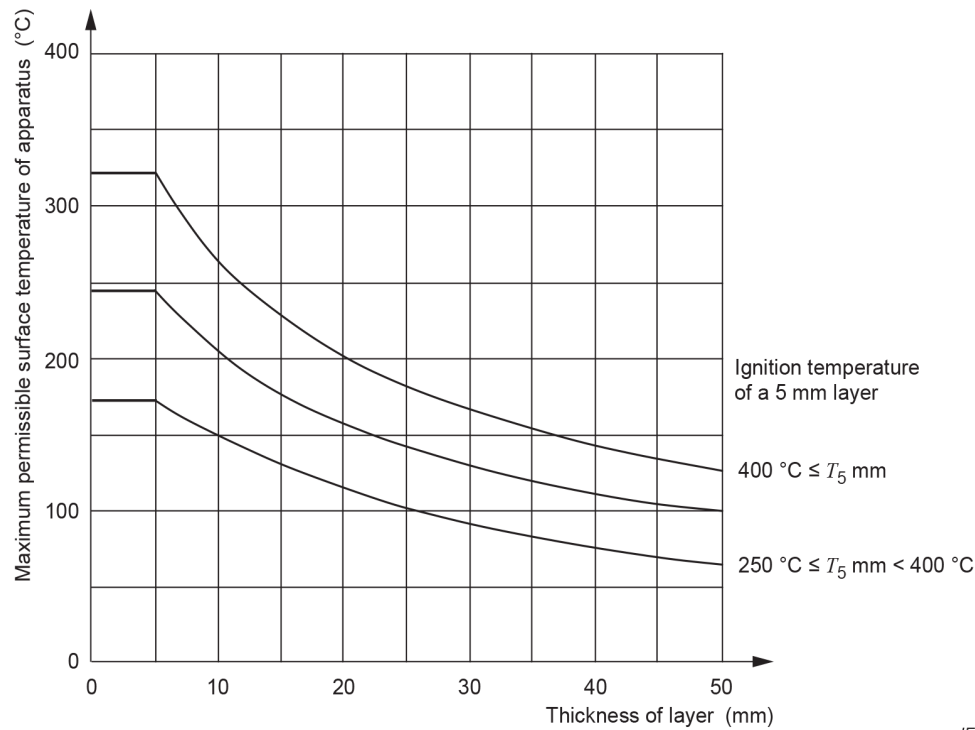 Maximum permissible surface temperature of apparatus (°C)
400
300
200
100
0
0
10
20
30
40
50
Thickness of layer (mm)
Ignition temperature
of a 5 mm layer
400 °C ≤ T5 mm
250 °C ≤ T5 mm < 400 °C